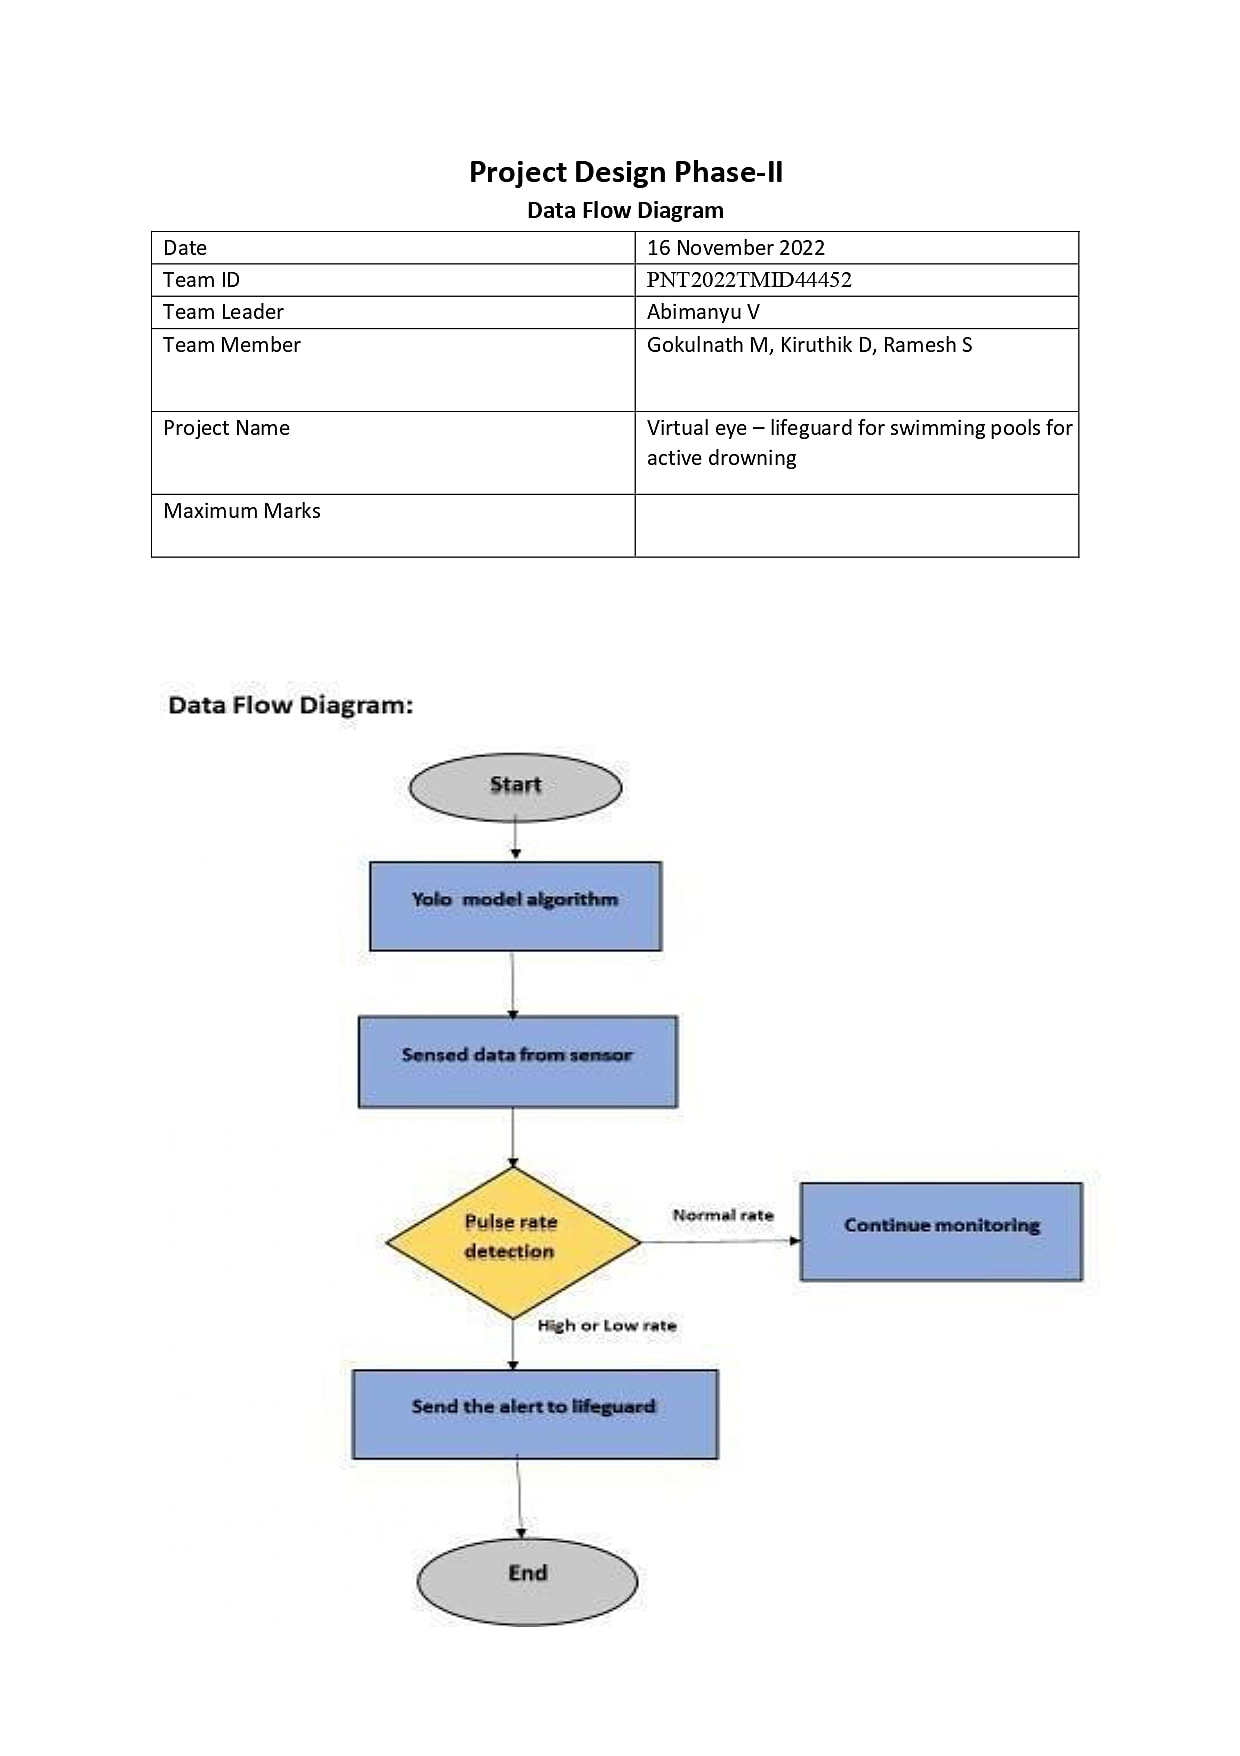 Project Design Phase-II
Data Flow Diagram
Date 16 November 2022
Team ID PNT2022TMID44452
Team Leader Abimanyu V
Team Member Gokulnath M, Kiruthik D, Ramesh S
Project Name Virtual eye – lifeguard for swimming pools for
active drowning
Maximum Marks
Data Flow Diagram:
Start
Yolo model algorithm
Sensed data from sensor
Pulse rate
detection
Normal rate
Continue monitoring
High or Low rate
Send the alert to lifeguard
End